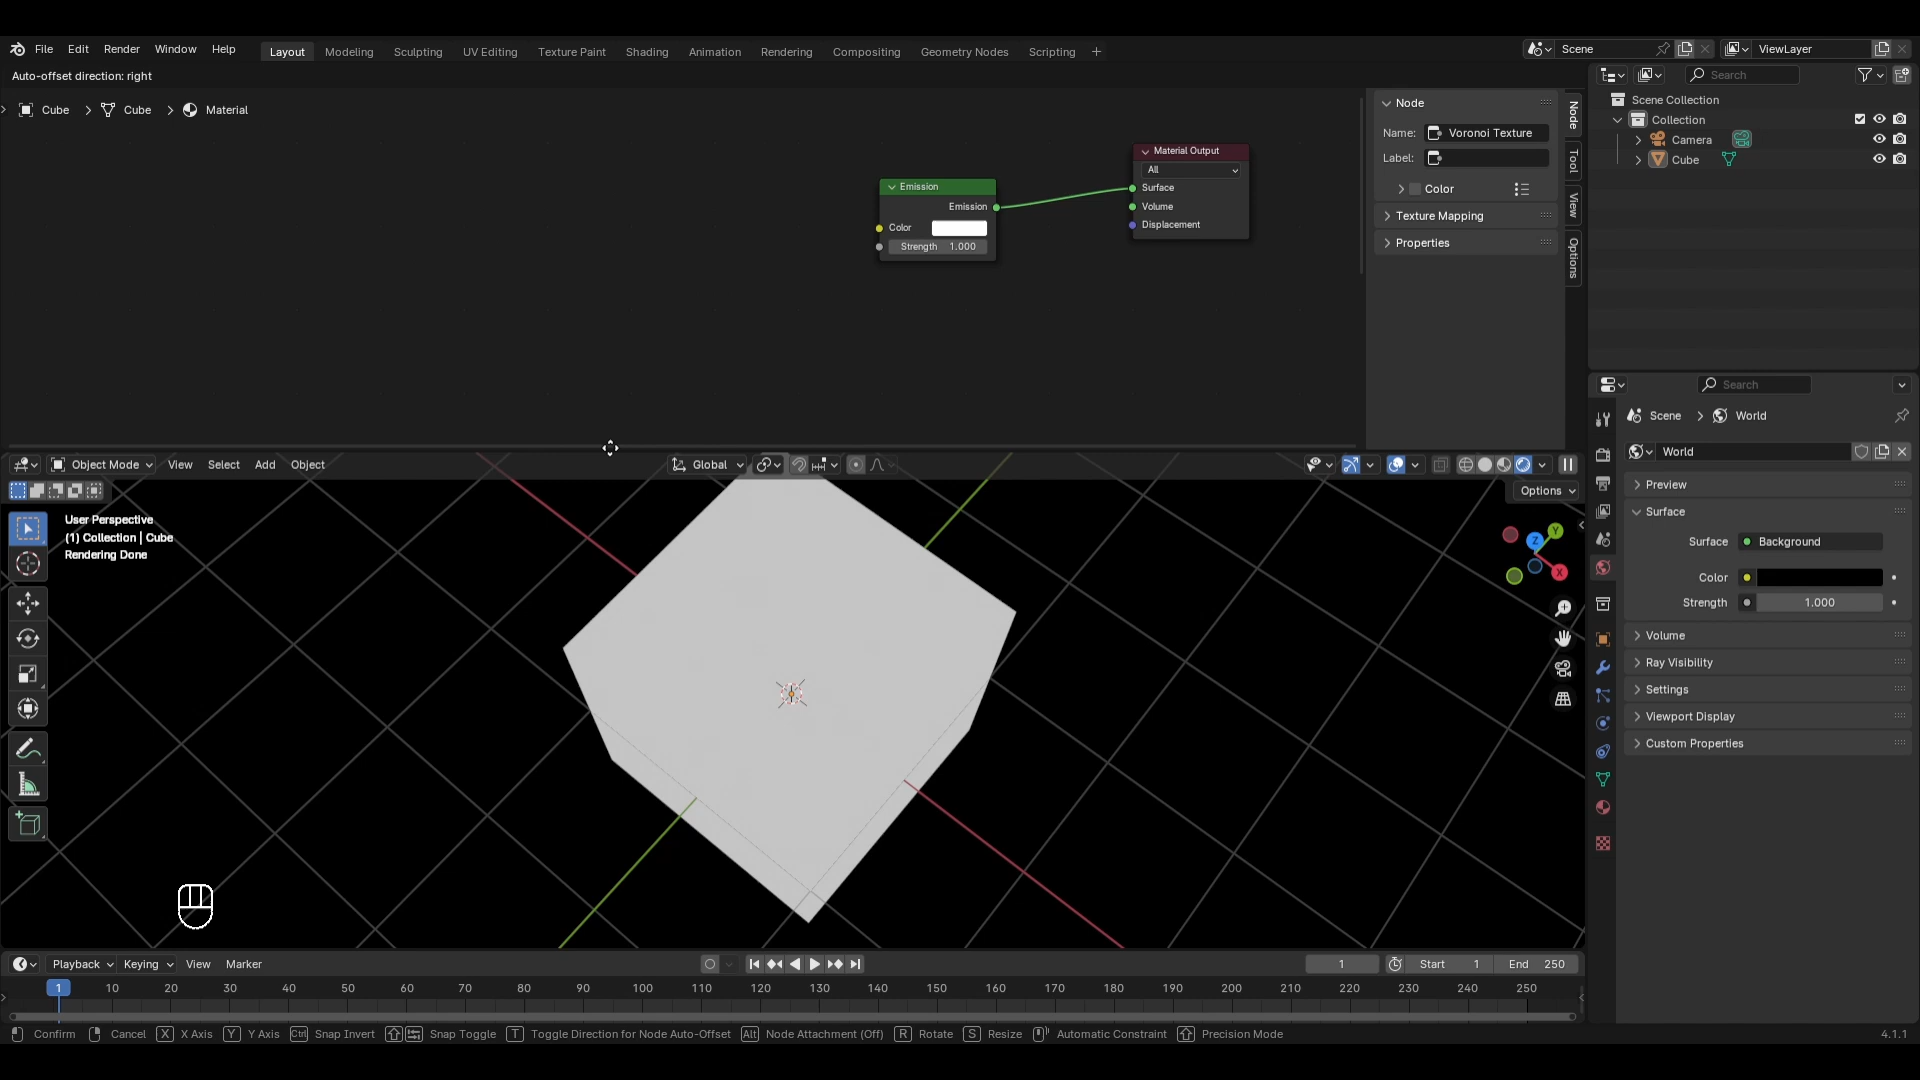 File Edit Render Window Help Layout Modeling Sculpting UV Editing Texture Paint Shading Animation Rendering Compositing Geometry Nodes Scripting + Scene ViewLayer
Auto-offset direction: right
Search
Cube > Cube > Material
Scene Collection
Collection
Camera
Cube
Node
Name: Voronoi Texture
Label:
Color
Texture Mapping
Properties
Node
Tool
View
Options
Material Output
All
Surface
Volume
Displacement
Emission
Emission
Color
Strength 1.000
Search
Scene > World
World
Preview
Surface
Surface Background
Color
Strength 1.000
Volume
Ray Visibility
Settings
Viewport Display
Custom Properties
Object Mode View Select Add Object Global
Options
User Perspective
(1) Collection | Cube
Rendering Done
Z
Y
X
Playback Keying View Marker 1 Start 1 End 250
1 10 20 30 40 50 60 70 80 90 100 110 120 130 140 150 160 170 180 190 200 210 220 230 240 250
Confirm Cancel X X Axis Y Y Axis Ctrl Snap Invert Snap Toggle T Toggle Direction for Node Auto-Offset Alt Node Attachment (Off) R Rotate S Resize Automatic Constraint Precision Mode 4.1.1